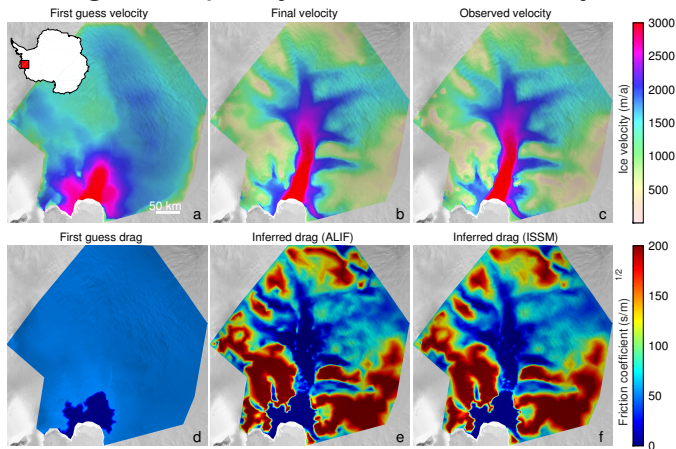 First guess velocity
Final velocity
Observed velocity
50 km
a
b
c
3000
2500
2000
1500
1000
500
Ice velocity (m/a)
First guess drag
Inferred drag (ALIF)
Inferred drag (ISSM)
d
e
f
200
150
100
50
0
Friction coefficient (s/m) 1/2